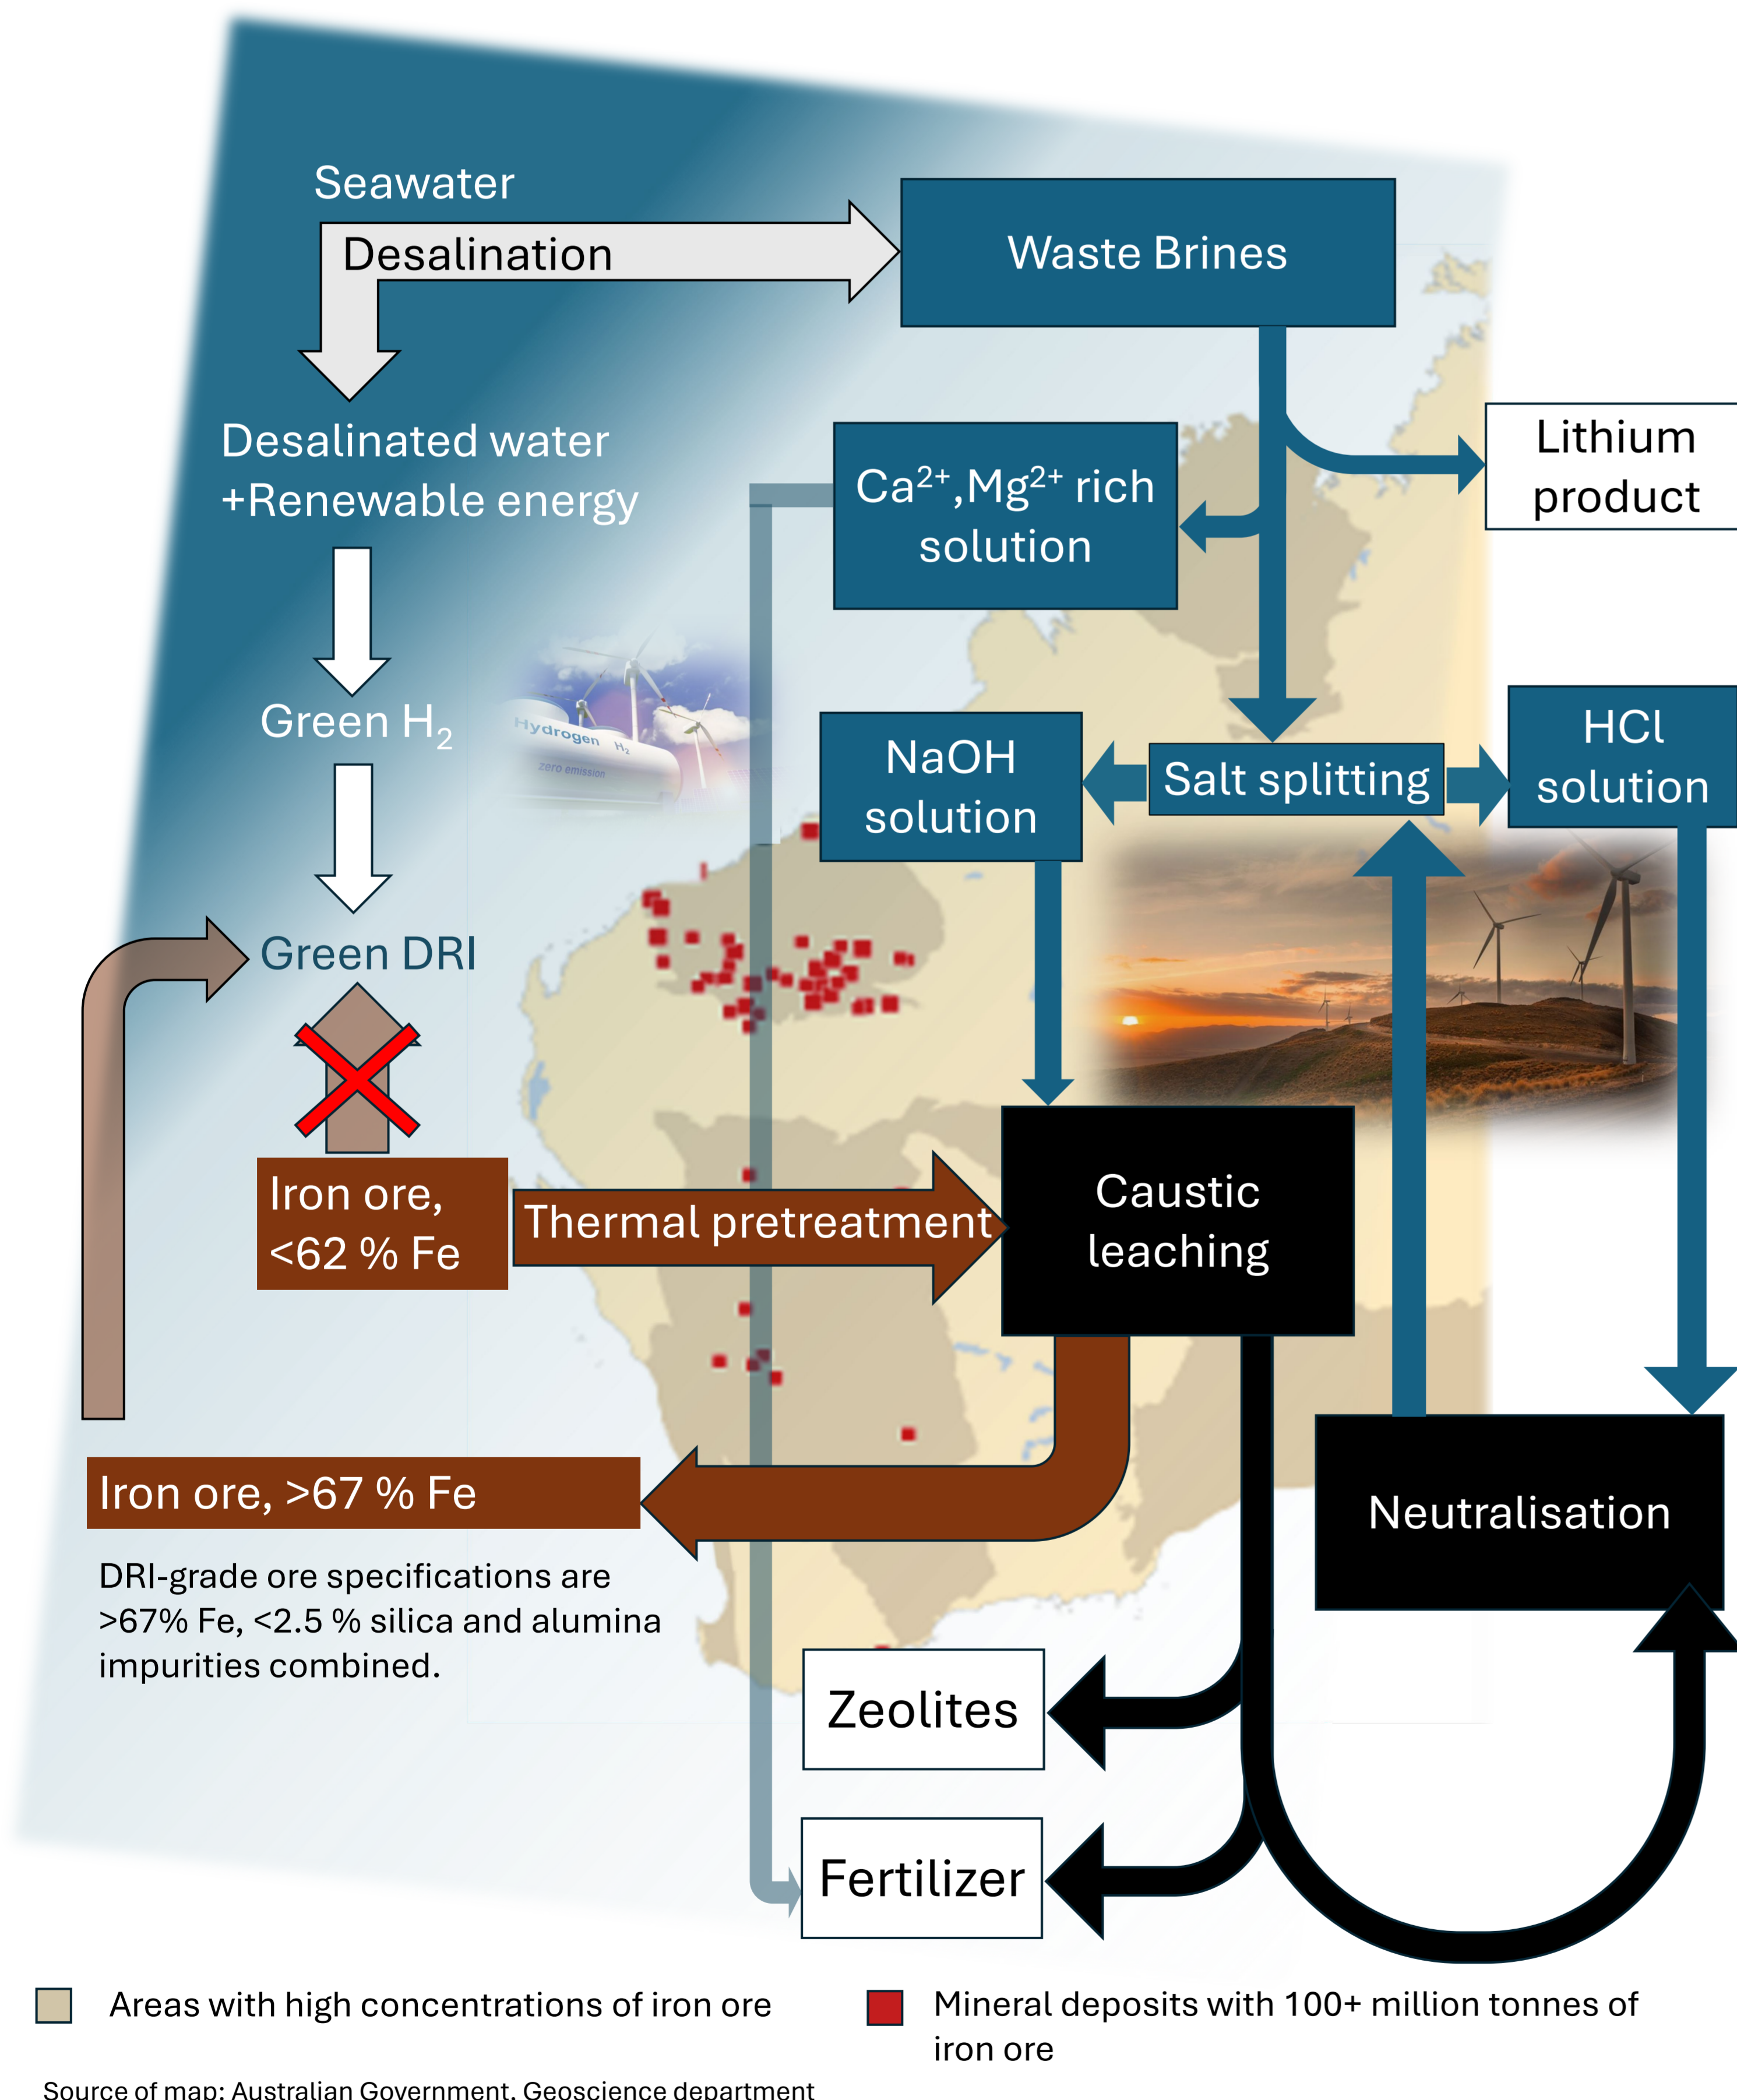 Seawater
Desalination
Waste Brines
Desalinated water
+Renewable energy
Ca²⁺,Mg²⁺ rich
solution
Lithium
product
Green H₂
Hydrogen H₂
zero emission
NaOH
solution
Salt splitting
HCl
solution
Green DRI
Iron ore,
<62 % Fe
Thermal pretreatment
Caustic
leaching
Iron ore, >67 % Fe
Neutralisation
DRI-grade ore specifications are
>67% Fe, <2.5 % silica and alumina
impurities combined.
Zeolites
Fertilizer
Areas with high concentrations of iron ore
Mineral deposits with 100+ million tonnes of
iron ore
Source of map: Australian Government, Geoscience department